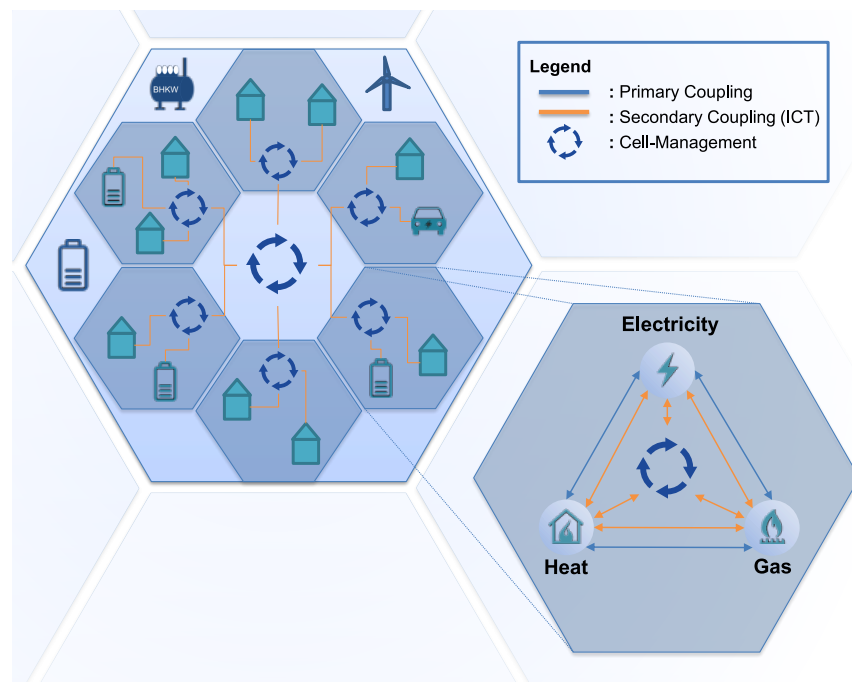 BHKW
Legend
: Primary Coupling
: Secondary Coupling (ICT)
: Cell-Management
Electricity
Heat
Gas